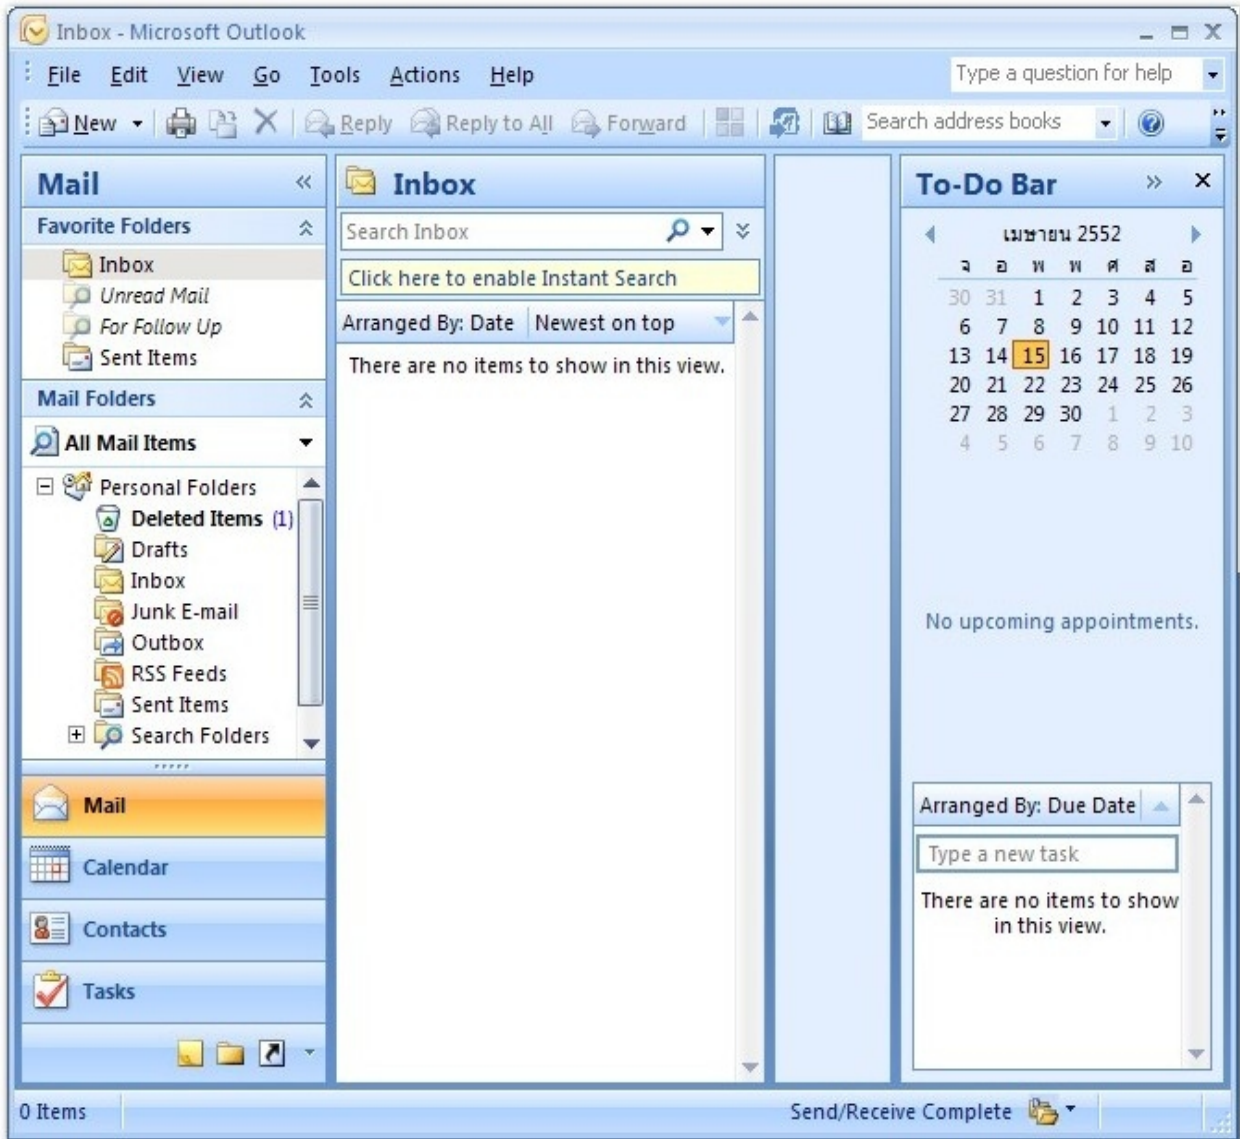 Inbox - Microsoft Outlook
File Edit View Go Tools Actions Help
Type a question for help
New Reply Reply to All Forward Search address books
Mail
Favorite Folders
Inbox
Unread Mail
For Follow Up
Sent Items
Mail Folders
All Mail Items
Personal Folders
Deleted Items (1)
Drafts
Inbox
Junk E-mail
Outbox
RSS Feeds
Sent Items
Search Folders
Mail
Calendar
Contacts
Tasks
Inbox
Search Inbox
Click here to enable Instant Search
Arranged By: Date Newest on top
There are no items to show in this view.
To-Do Bar
เมษายน 2552
จ อ พ พ ศ ส อ
30 31 1 2 3 4 5
6 7 8 9 10 11 12
13 14 15 16 17 18 19
20 21 22 23 24 25 26
27 28 29 30 1 2 3
4 5 6 7 8 9 10
No upcoming appointments.
Arranged By: Due Date
Type a new task
There are no items to show
in this view.
0 Items
Send/Receive Complete